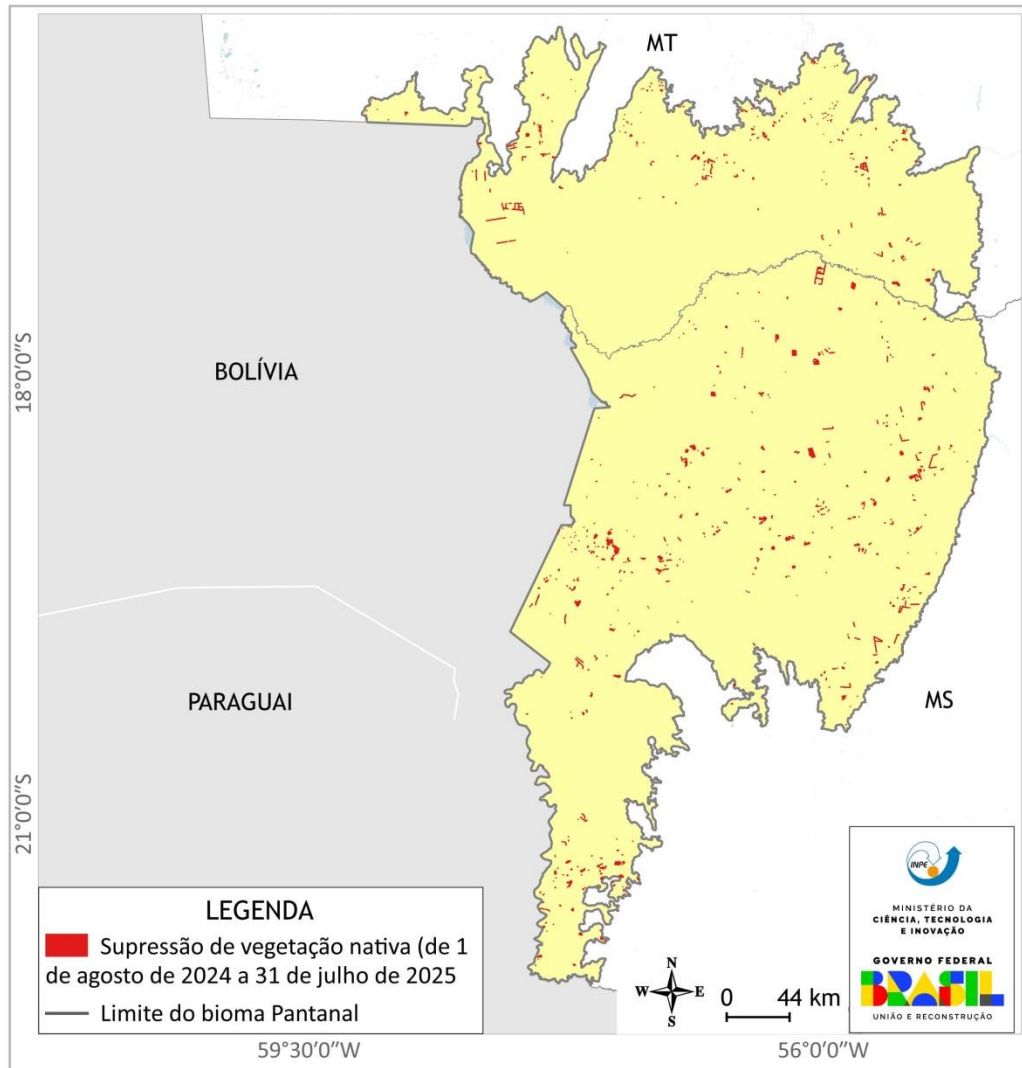 MT
18°0'0"S
BOLÍVIA
PARAGUAI
MS
21°0'0"S
LEGENDA
Supressão de vegetação nativa (de 1
de agosto de 2024 a 31 de julho de 2025
Limite do bioma Pantanal
N
W E
S
0 44 km
INPE
MINISTÉRIO DA
CIÊNCIA, TECNOLOGIA
E INOVAÇÃO
GOVERNO FEDERAL
BRASIL
UNIÃO E RECONSTRUÇÃO
59°30'0"W
56°0'0"W